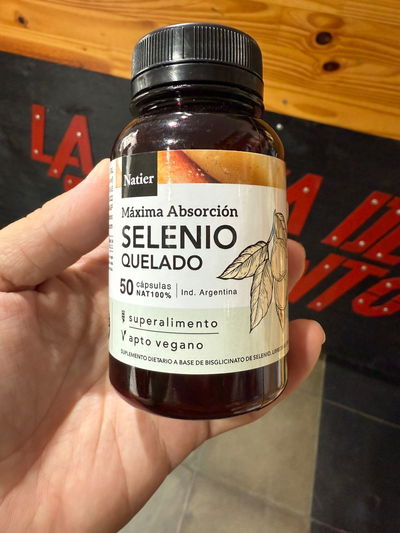 Natier
Máxima Absorción
SELENIO
QUELADO
50 cápsulas
NAT100%
Ind. Argentina
superalimento
apto vegano
SUPLEMENTO DIETARIO A BASE DE BISGLICINATO DE SELENIO,
LA